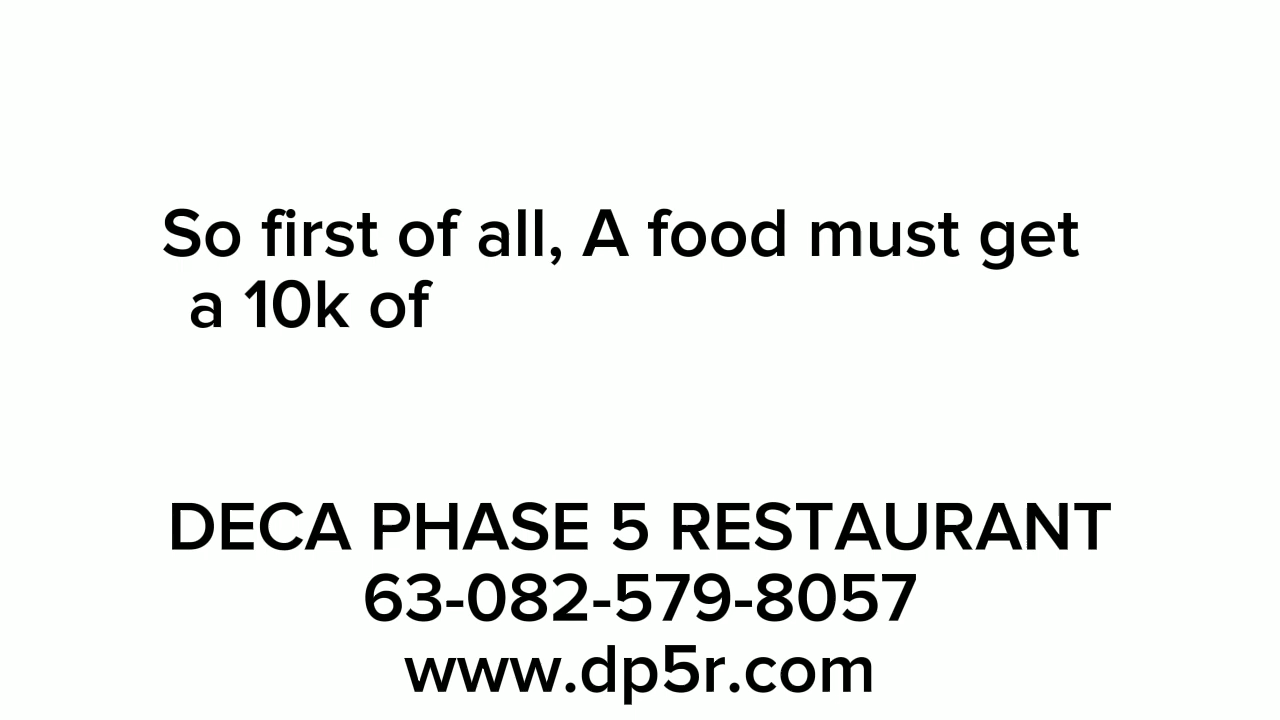 So first of all, A food must get
a 10k of
DECA PHASE 5 RESTAURANT
63-082-579-8057
www.dp5r.com